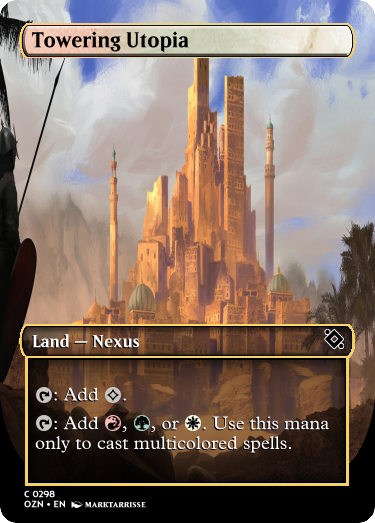 Towering Utopia
Land — Nexus
: Add .
: Add , , or . Use this mana
only to cast multicolored spells.
C 0298
OZN • EN MARKTARRISSE